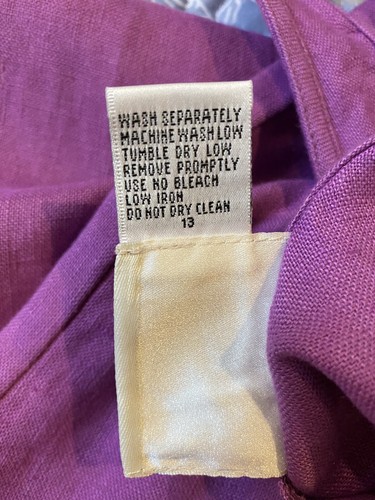 WASH SEPARATELY
MACHINE WASH LOW
TUMBLE DRY LOW
REMOVE PROMPTLY
USE NO BLEACH
LOW IRON
DO NOT DRY CLEAN
13